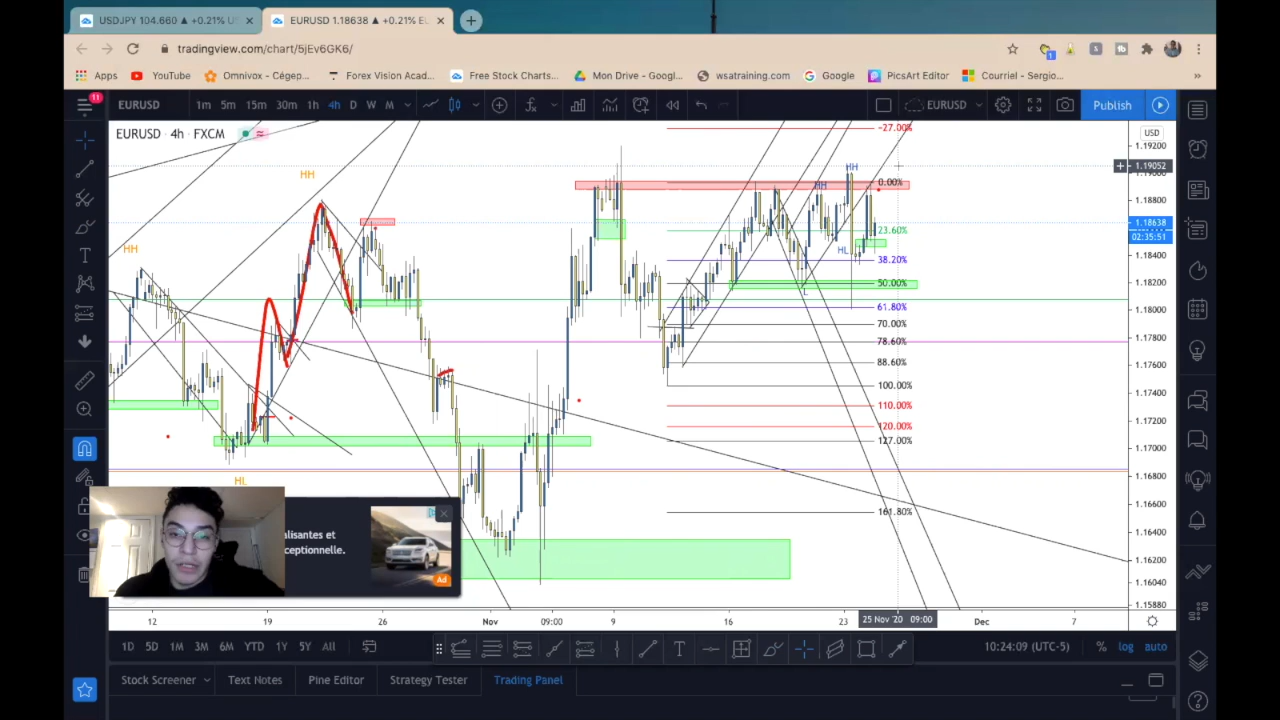 USDJPY 104.660 ▲ +0.21%
EURUSD 1.18638 ▲ +0.21%
tradingview.com/chart/5jEv6GK6/
Apps YouTube Omnivox - Cégep... Forex Vision Acad... Free Stock Charts... Mon Drive - Googl... wsatraining.com Google PicsArt Editor Courriel - Sergio... »
11
EURUSD 1m 5m 15m 30m 1h 4h D W M EURUSD Publish
EURUSD · 4h · FXCM
USD
-27.00%
1.19200
1.19052
1.18800
1.18638
02:35:51
1.18400
1.18200
1.18000
1.17800
1.17600
1.17400
1.17200
1.17000
1.16800
1.16640
1.16480
1.16320
1.16200
1.16040
1.15880
HH
HH
HH
HH
HL
HL
L
0.00%
23.60%
38.20%
50.00%
61.80%
70.00%
78.60%
88.60%
100.00%
110.00%
120.00%
127.00%
161.80%
alisantes et
ceptionnelle.
Ad
12 19 Nov 09:00 9 16 23 25 Nov '20 09:00 Dec 7
1D 5D 1M 3M 6M YTD 1Y 5Y All 10:24:09 (UTC-5) % log auto
Stock Screener Text Notes Pine Editor Strategy Tester Trading Panel